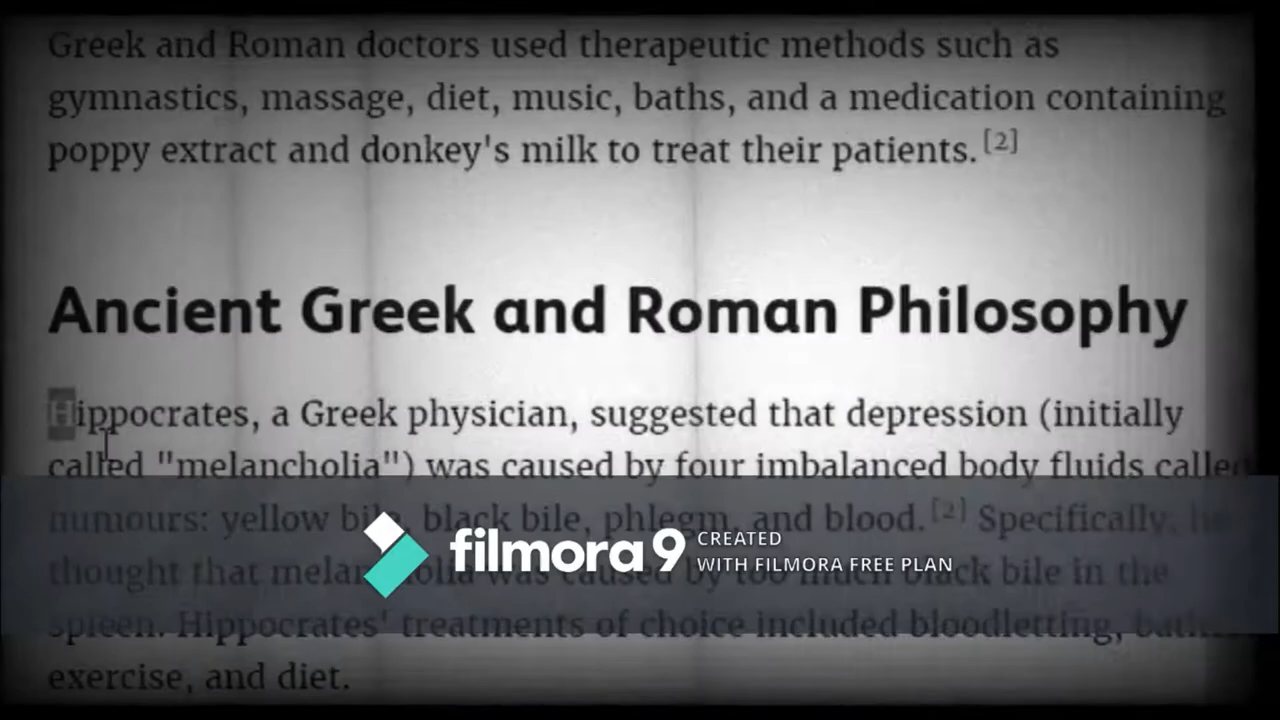 Greek and Roman doctors used therapeutic methods such as
gymnastics, massage, diet, music, baths, and a medication containing
poppy extract and donkey's milk to treat their patients. [2]
Ancient Greek and Roman Philosophy
Hippocrates, a Greek physician, suggested that depression (initially
called "melancholia") was caused by four imbalanced body fluids called
humours: yellow bile, black bile, phlegm, and blood. [2] Specifically, he
thought that melancholia was caused by too much black bile in the
spleen. Hippocrates' treatments of choice included bloodletting, baths,
exercise, and diet.
filmora9 CREATED
WITH FILMORA FREE PLAN